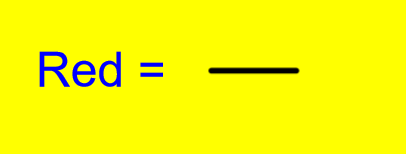 Red = —